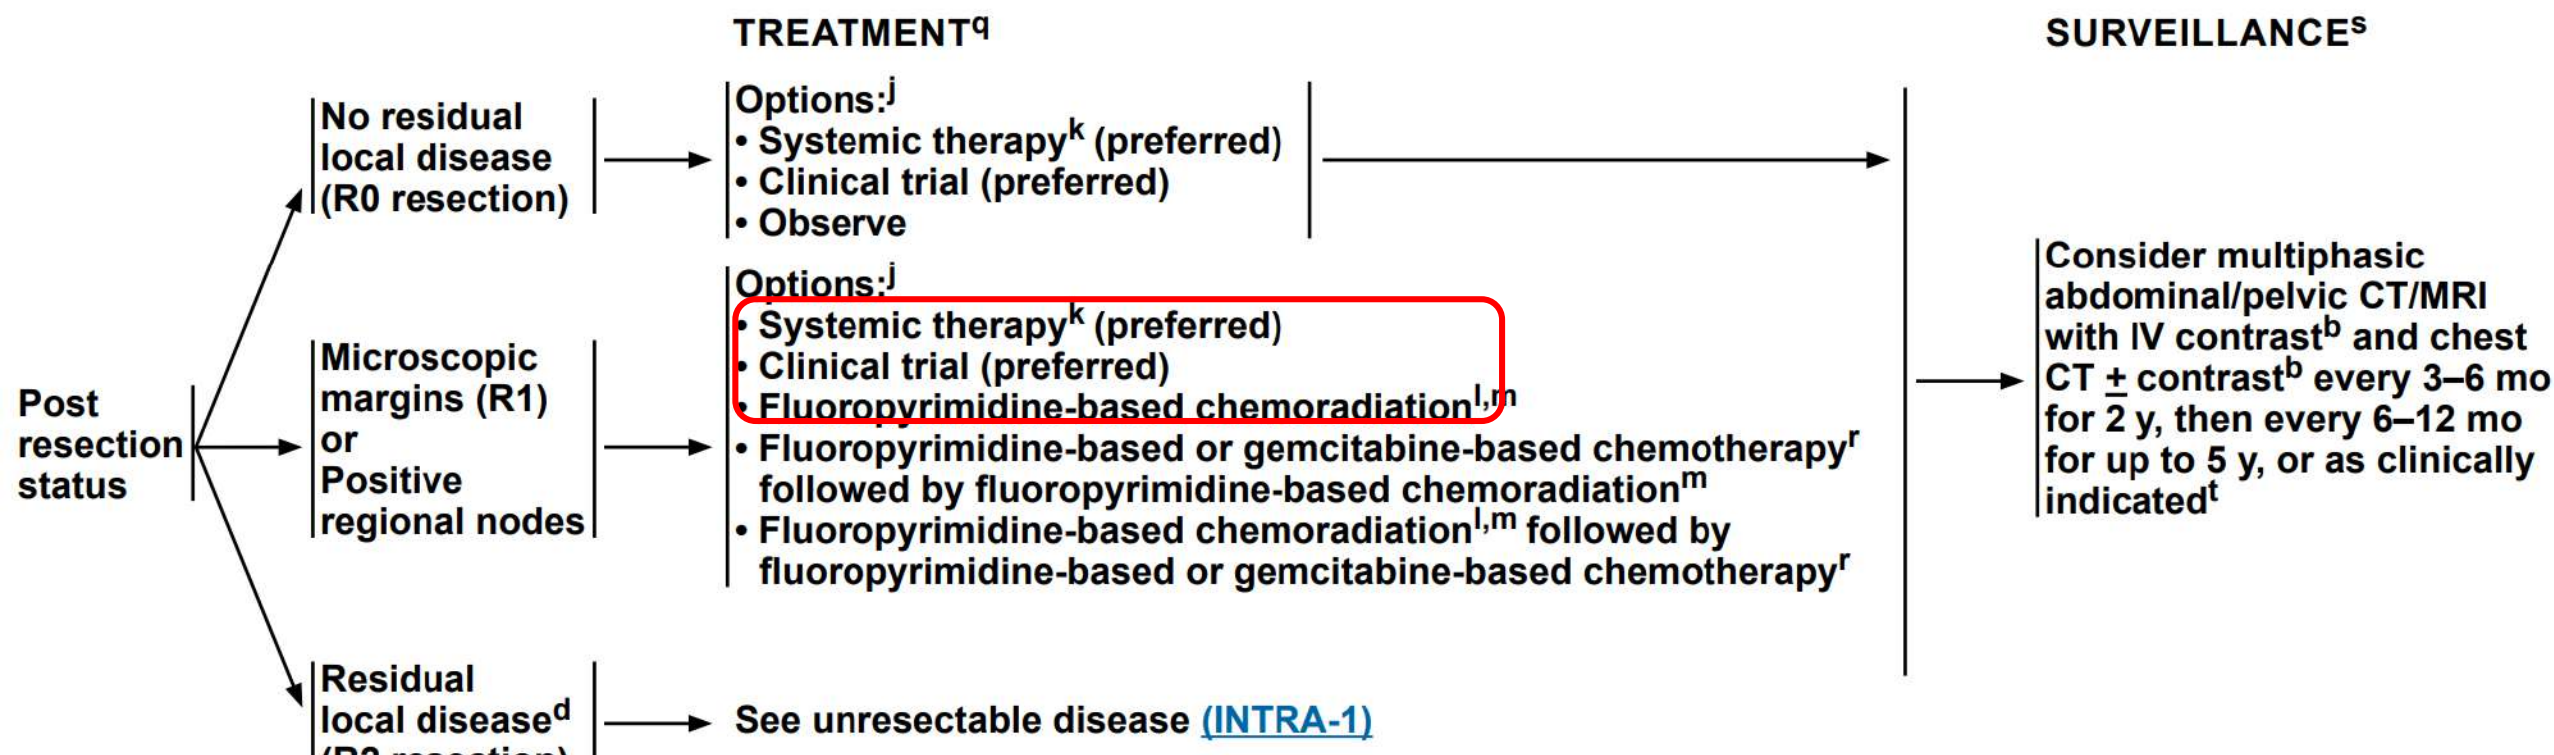 TREATMENTq
SURVEILLANCEs
Post
resection
status
No residual
local disease
(R0 resection)
Options:j
• Systemic therapyk (preferred)
• Clinical trial (preferred)
• Observe
Microscopic
margins (R1)
or
Positive
regional nodes
Options:j
• Systemic therapyk (preferred)
• Clinical trial (preferred)
• Fluoropyrimidine-based chemoradiationl,m
• Fluoropyrimidine-based or gemcitabine-based chemotherapyr
followed by fluoropyrimidine-based chemoradiationm
• Fluoropyrimidine-based chemoradiationl,m followed by
fluoropyrimidine-based or gemcitabine-based chemotherapyr
Residual
local diseased
(R2 resection)
See unresectable disease (INTRA-1)
Consider multiphasic
abdominal/pelvic CT/MRI
with IV contrastb and chest
CT ± contrastb every 3–6 mo
for 2 y, then every 6–12 mo
for up to 5 y, or as clinically
indicatedt